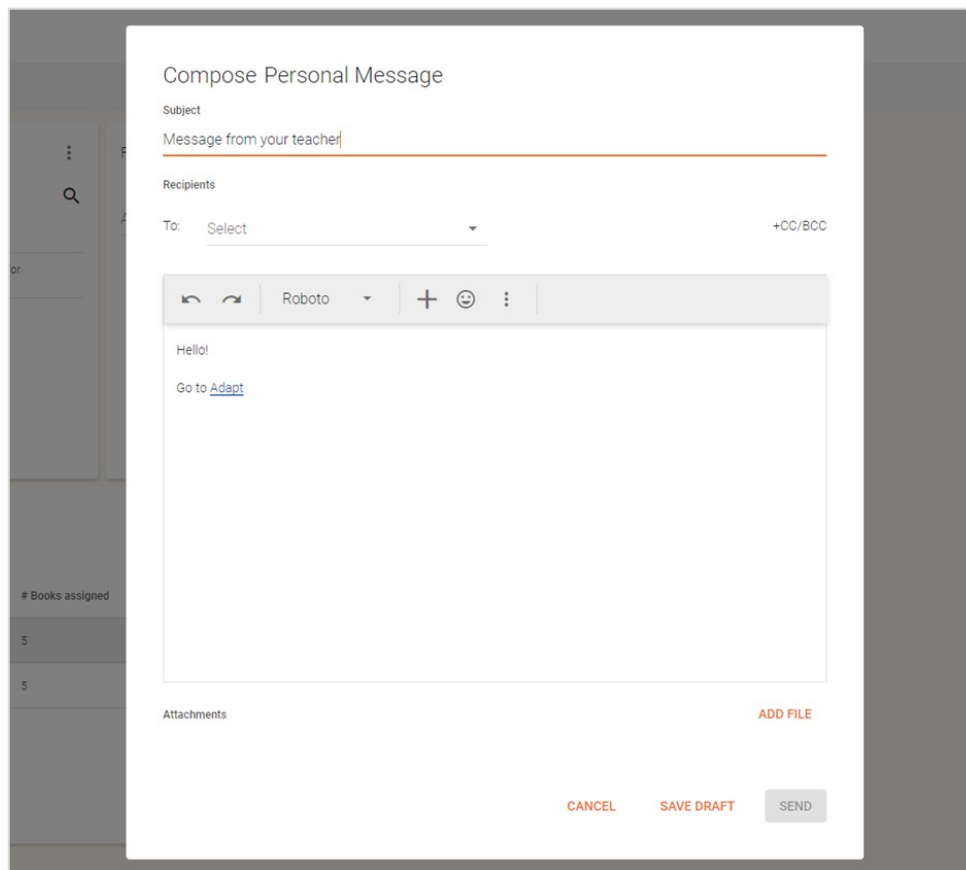 Compose Personal Message
Subject
Message from your teacher
Recipients
To: Select +CC/BCC
Roboto
Hello!
Go to Adapt
or
# Books assigned
5
5
Attachments
ADD FILE
CANCEL SAVE DRAFT SEND